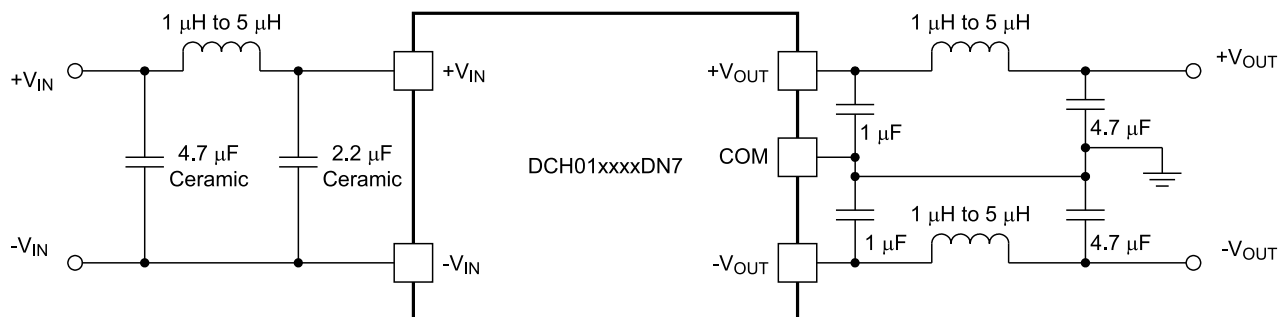 1 μH to 5 μH
1 μH to 5 μH
+VIN
+VIN
+VOUT
+VOUT
1 μF
4.7 μF
4.7 μF
Ceramic
2.2 μF
Ceramic
DCH01xxxxDN7
COM
1 μH to 5 μH
1 μF
4.7 μF
-VIN
-VIN
-VOUT
-VOUT